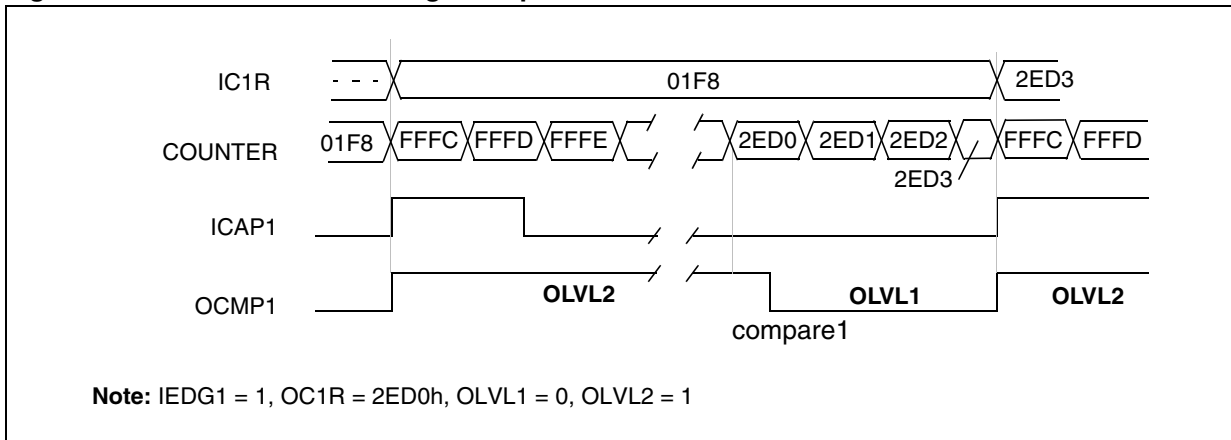 IC1R - - - 01F8 2ED3
COUNTER 01F8 FFFC FFFD FFFE 2ED0 2ED1 2ED2 FFFC FFFD
2ED3
ICAP1
OCMP1 OLVL2 OLVL1 OLVL2
compare1
Note: IEDG1 = 1, OC1R = 2ED0h, OLVL1 = 0, OLVL2 = 1